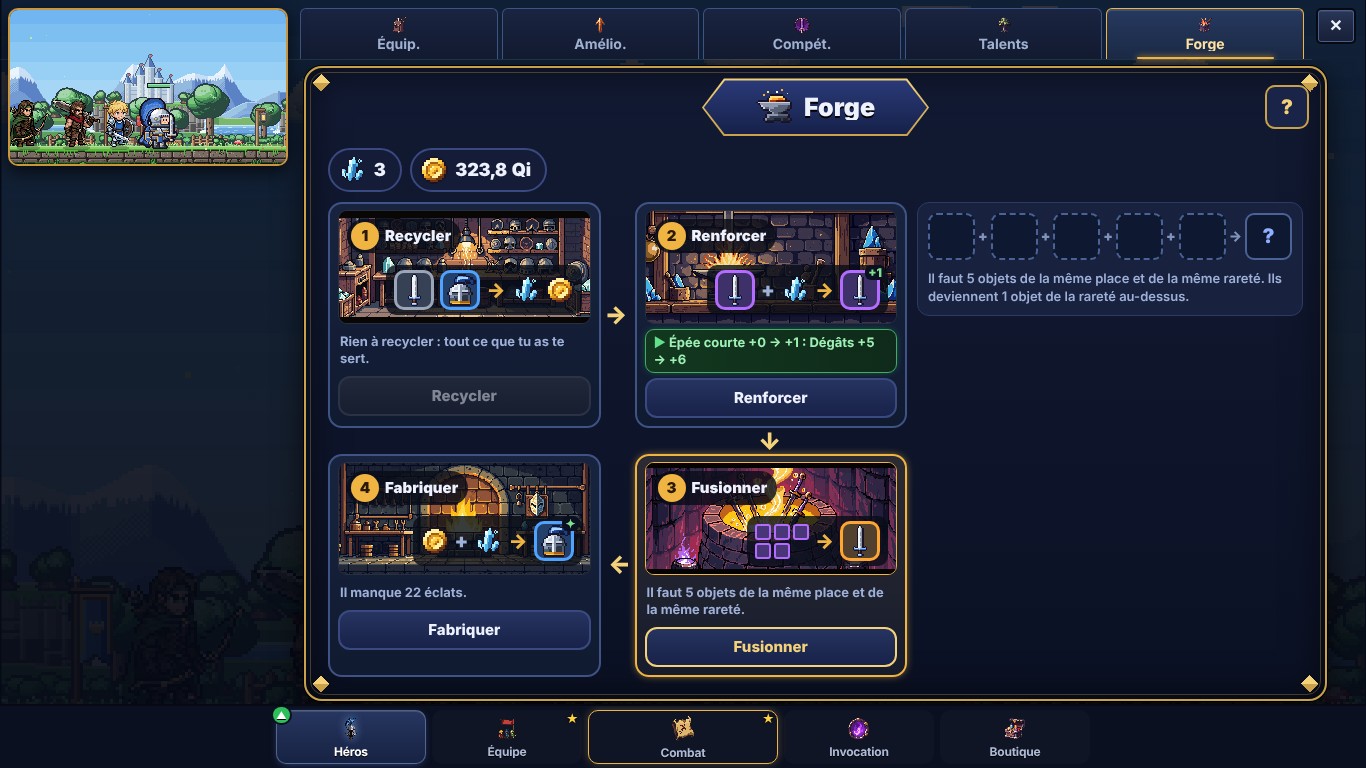 Équip.
Amélio.
Compét.
Talents
Forge
×
Forge
?
3
323,8 Qi
1 Recycler
Rien à recycler : tout ce que tu as te
sert.
Recycler
2 Renforcer
+
+1
▶ Épée courte +0 → +1 : Dégâts +5
→ +6
Renforcer
+ + + + → ?
Il faut 5 objets de la même place et de la même rareté. Ils
deviennent 1 objet de la rareté au-dessus.
4 Fabriquer
+
Il manque 22 éclats.
Fabriquer
3 Fusionner
Il faut 5 objets de la même place et de
la même rareté.
Fusionner
Héros
Équipe
Combat
Invocation
Boutique